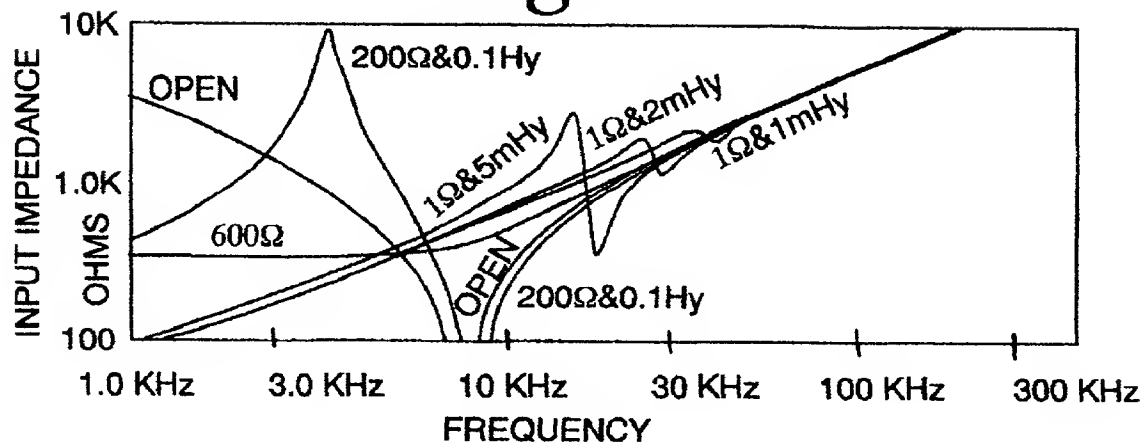 g
10K
200Ω&0.1Hy
OPEN
1Ω&2mHy
1Ω&5mHy
1Ω&1mHy
1.0K
INPUT IMPEDANCE
OHMS
600Ω
OPEN
200Ω&0.1Hy
100
1.0 KHz 3.0 KHz 10 KHz 30 KHz 100 KHz 300 KHz
FREQUENCY